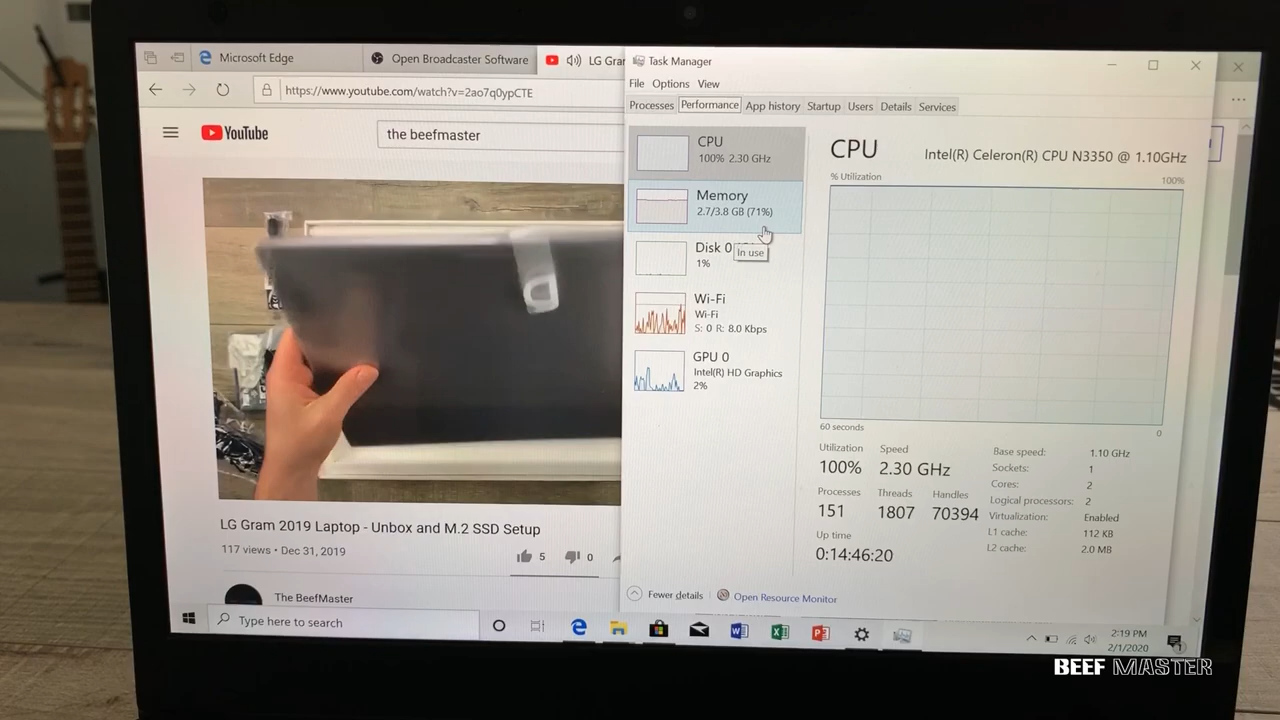 Microsoft Edge
Open Broadcaster Software
LG Gra
https://www.youtube.com/watch?v=2ao7q0ypCTE
YouTube
the beefmaster
LG Gram 2019 Laptop - Unbox and M.2 SSD Setup
117 views • Dec 31, 2019
5 0
The BeefMaster
Task Manager
File Options View
Processes Performance App history Startup Users Details Services
CPU
100% 2.30 GHz
Memory
2.7/3.8 GB (71%)
Disk 0
1%
In use
Wi-Fi
Wi-Fi
S: 0 R: 8.0 Kbps
GPU 0
Intel(R) HD Graphics
2%
CPU Intel(R) Celeron(R) CPU N3350 @ 1.10GHz
% Utilization 100%
60 seconds 0
Utilization Speed
100% 2.30 GHz
Processes Threads Handles
151 1807 70394
Up time
0:14:46:20
Base speed: 1.10 GHz
Sockets: 1
Cores: 2
Logical processors: 2
Virtualization: Enabled
L1 cache: 112 KB
L2 cache: 2.0 MB
Fewer details Open Resource Monitor
Type here to search
2:19 PM
2/1/2020
BEEF MASTER